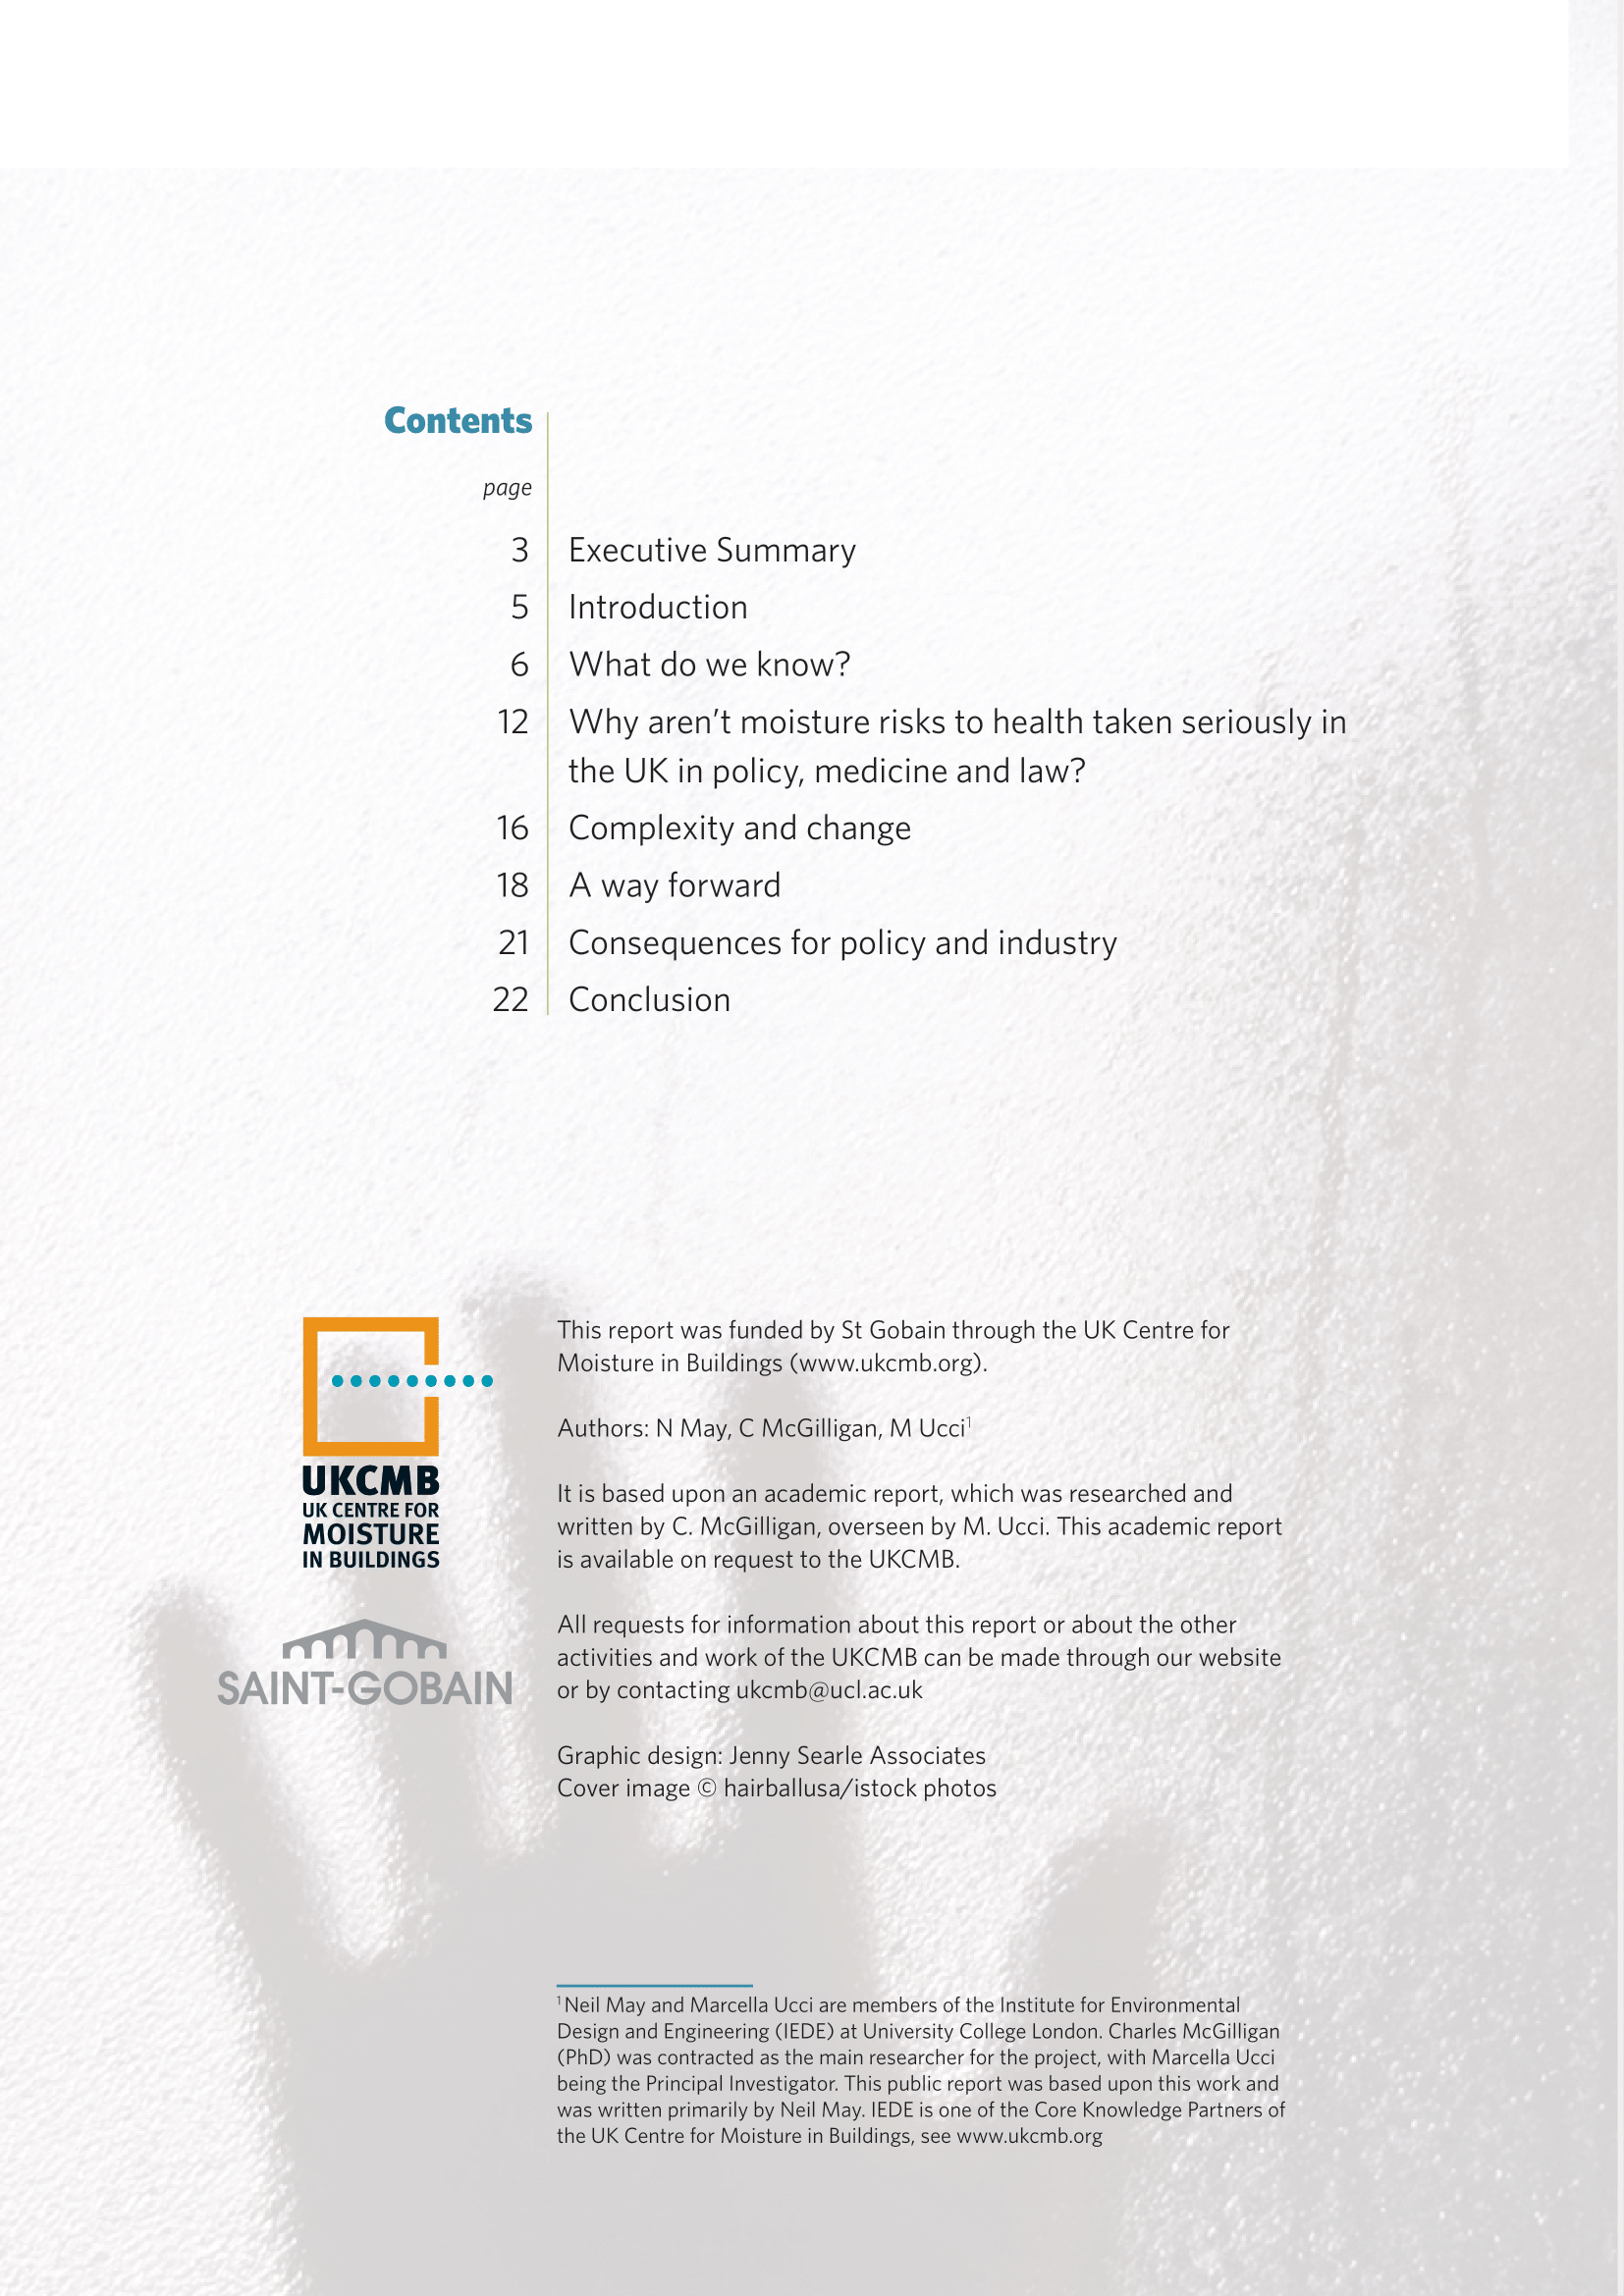 Contents
page
3 Executive Summary
5 Introduction
6 What do we know?
12 Why aren’t moisture risks to health taken seriously in
the UK in policy, medicine and law?
16 Complexity and change
18 A way forward
21 Consequences for policy and industry
22 Conclusion
UKCMB
UK CENTRE FOR
MOISTURE
IN BUILDINGS
SAINT-GOBAIN
This report was funded by St Gobain through the UK Centre for
Moisture in Buildings (www.ukcmb.org).
Authors: N May, C McGilligan, M Ucci¹
It is based upon an academic report, which was researched and
written by C. McGilligan, overseen by M. Ucci. This academic report
is available on request to the UKCMB.
All requests for information about this report or about the other
activities and work of the UKCMB can be made through our website
or by contacting ukcmb@ucl.ac.uk
Graphic design: Jenny Searle Associates
Cover image © hairballusa/istock photos
¹ Neil May and Marcella Ucci are members of the Institute for Environmental
Design and Engineering (IEDE) at University College London. Charles McGilligan
(PhD) was contracted as the main researcher for the project, with Marcella Ucci
being the Principal Investigator. This public report was based upon this work and
was written primarily by Neil May. IEDE is one of the Core Knowledge Partners of
the UK Centre for Moisture in Buildings, see www.ukcmb.org